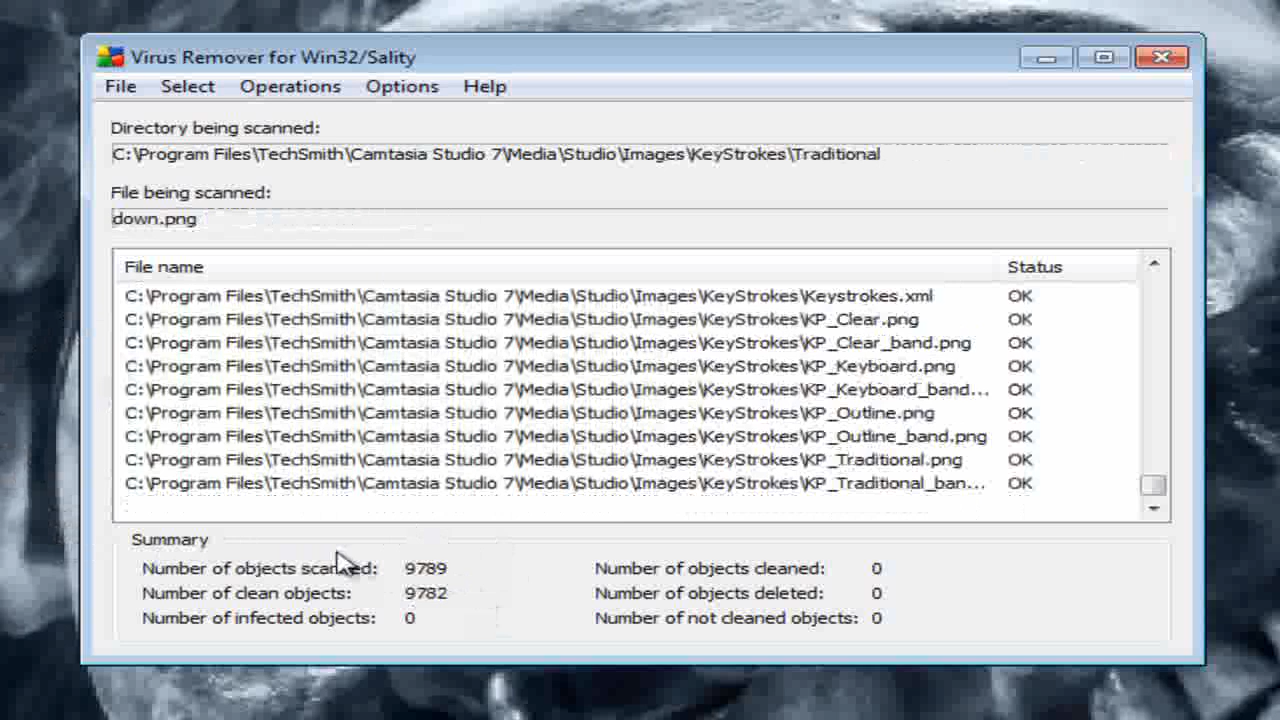 Virus Remover for Win32/Sality
File Select Operations Options Help
Directory being scanned:
C:\Program Files\TechSmith\Camtasia Studio 7\Media\Studio\Images\KeyStrokes\Traditional
File being scanned:
down.png
File name Status
C:\Program Files\TechSmith\Camtasia Studio 7\Media\Studio\Images\KeyStrokes\Keystrokes.xml OK
C:\Program Files\TechSmith\Camtasia Studio 7\Media\Studio\Images\KeyStrokes\KP_Clear.png OK
C:\Program Files\TechSmith\Camtasia Studio 7\Media\Studio\Images\KeyStrokes\KP_Clear_band.png OK
C:\Program Files\TechSmith\Camtasia Studio 7\Media\Studio\Images\KeyStrokes\KP_Keyboard.png OK
C:\Program Files\TechSmith\Camtasia Studio 7\Media\Studio\Images\KeyStrokes\KP_Keyboard_band... OK
C:\Program Files\TechSmith\Camtasia Studio 7\Media\Studio\Images\KeyStrokes\KP_Outline.png OK
C:\Program Files\TechSmith\Camtasia Studio 7\Media\Studio\Images\KeyStrokes\KP_Outline_band.png OK
C:\Program Files\TechSmith\Camtasia Studio 7\Media\Studio\Images\KeyStrokes\KP_Traditional.png OK
C:\Program Files\TechSmith\Camtasia Studio 7\Media\Studio\Images\KeyStrokes\KP_Traditional_ban... OK
Summary
Number of objects scanned: 9789 Number of objects cleaned: 0
Number of clean objects: 9782 Number of objects deleted: 0
Number of infected objects: 0 Number of not cleaned objects: 0